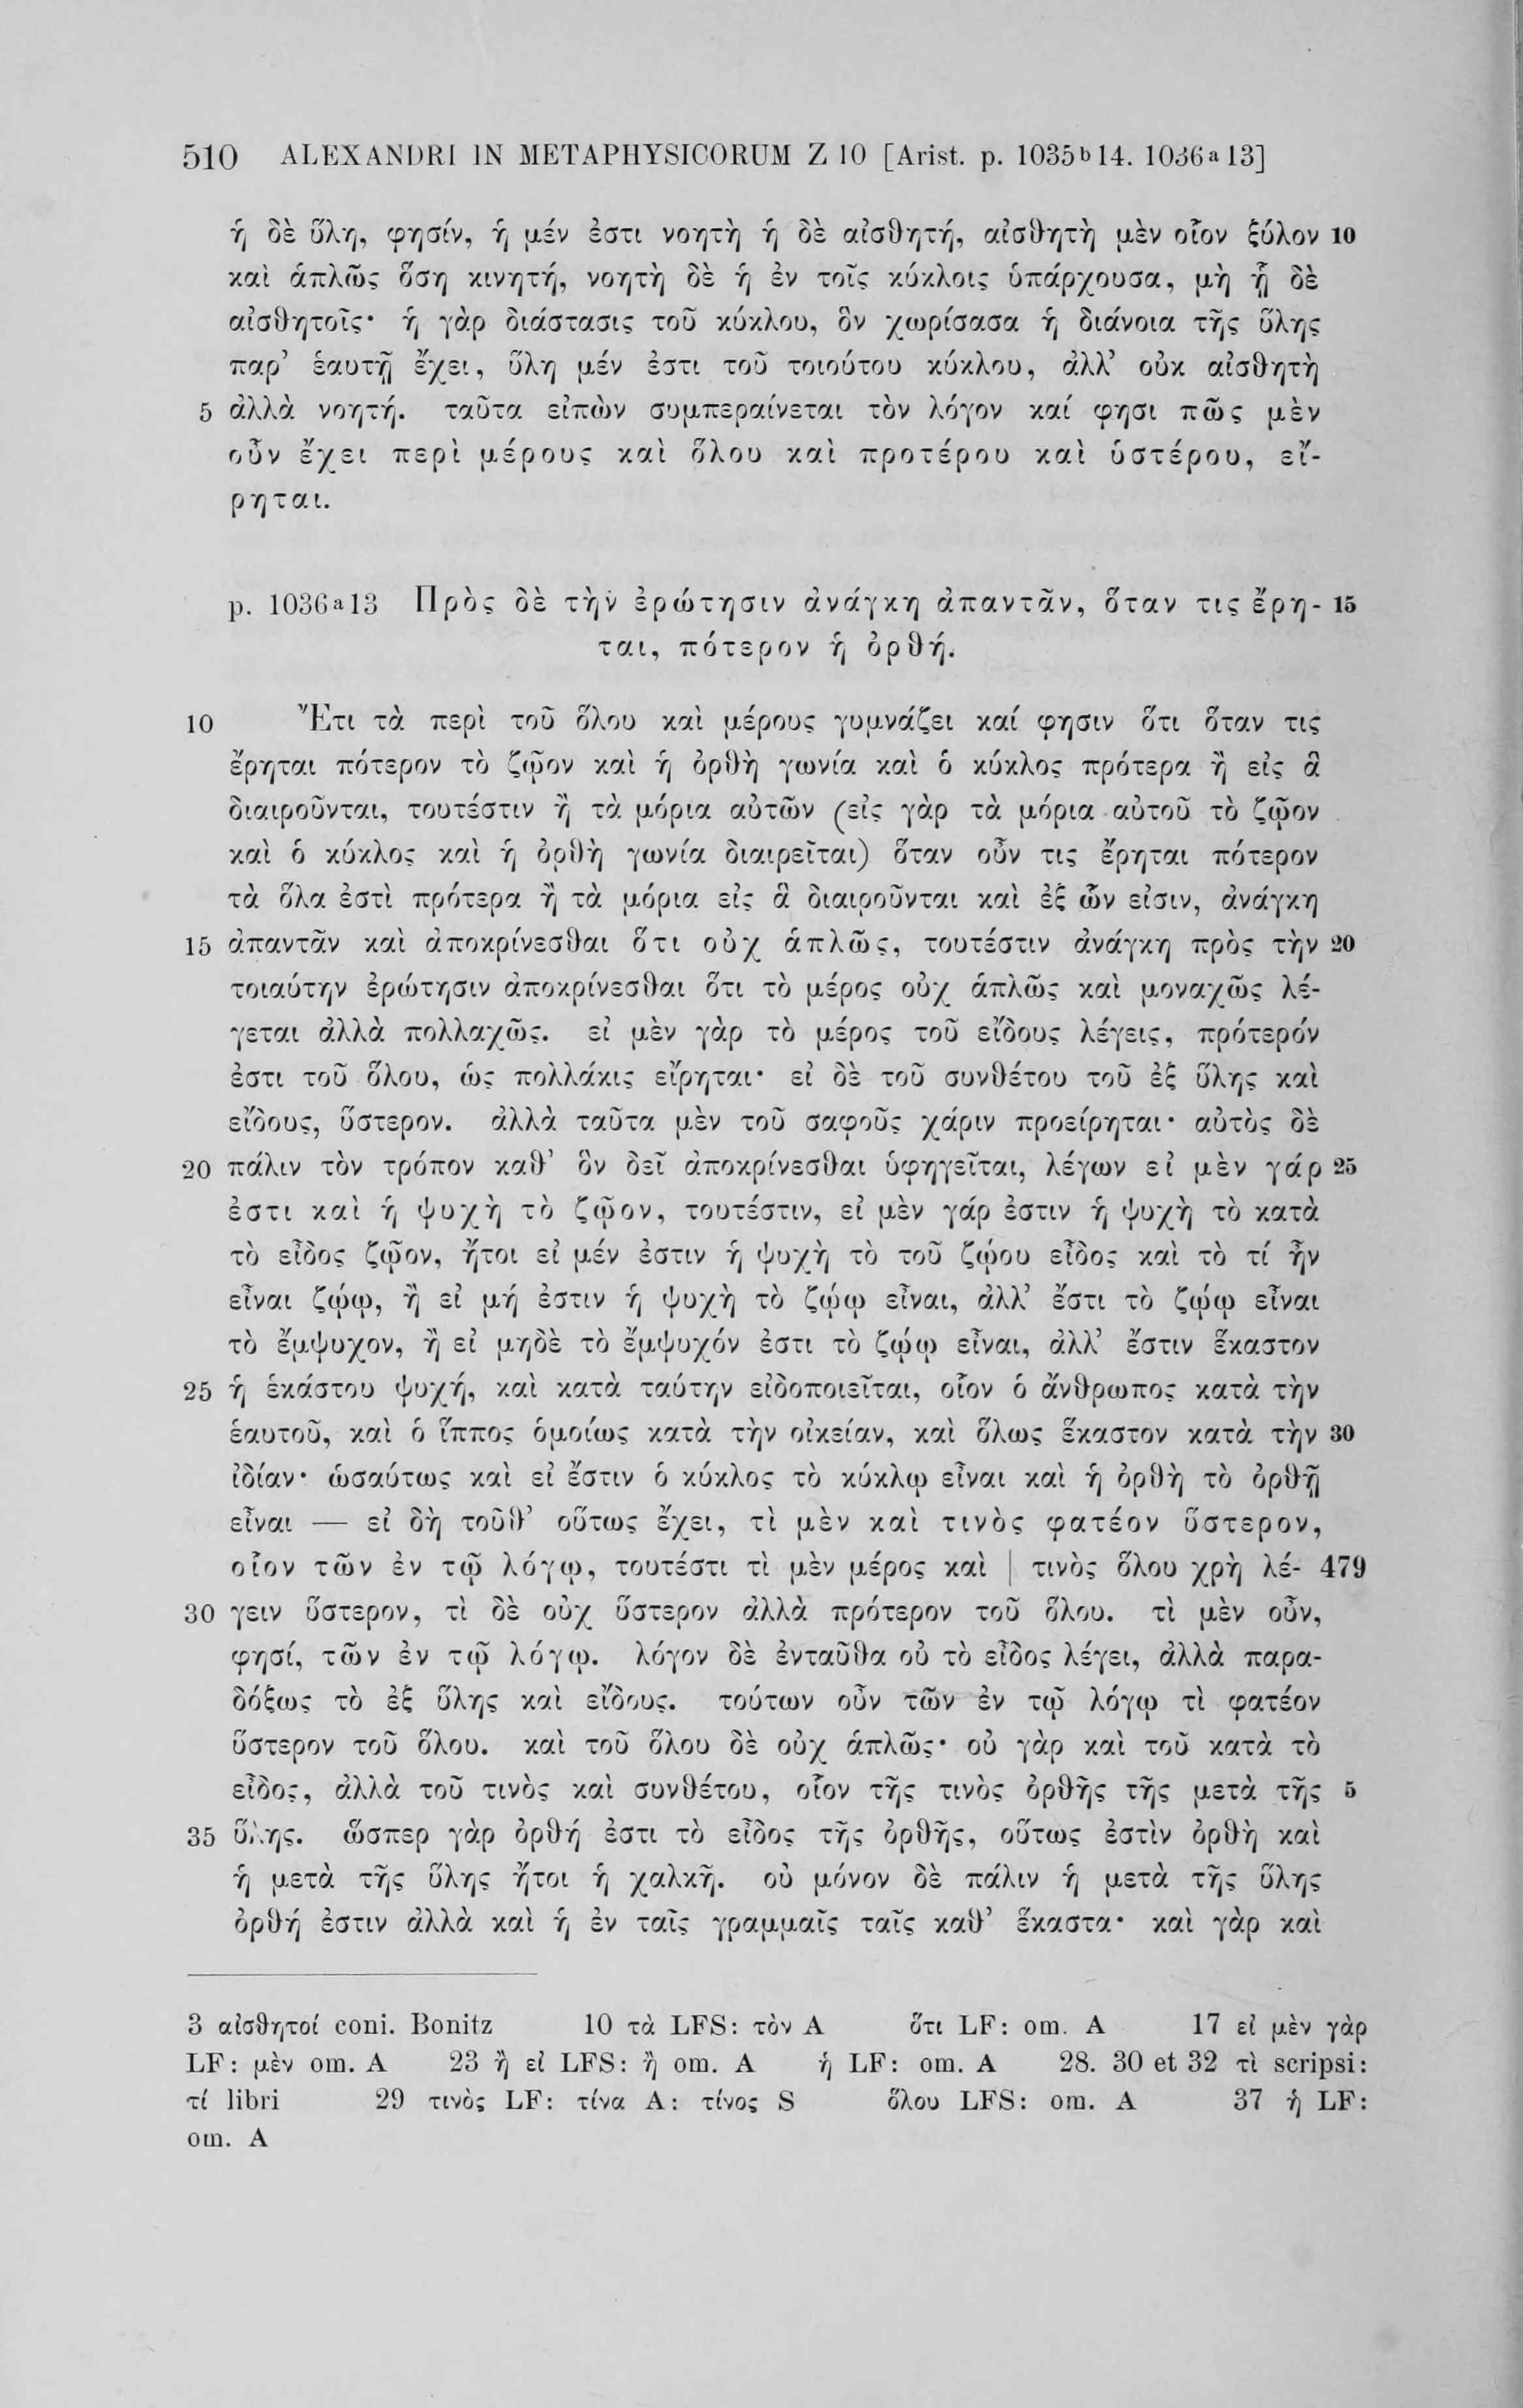 510 ALEXANDRI IN METAPHYSICORUM Z 10 [Arist. p. 1035b14. 1036a13]
ἡ δὲ ὕλη, φησίν, ἡ μέν ἐστι νοητὴ ἡ δὲ αἰσθητή, αἰσθητὴ μὲν οἷον ξύλον 10
καὶ ἁπλῶς ὅση κινητή, νοητὴ δὲ ἡ ἐν τοῖς κύκλοις ὑπάρχουσα, μὴ ᾗ δὲ
αἰσθητοῖς· ἡ γὰρ διάστασις τοῦ κύκλου, ὃν χωρίσασα ἡ διάνοια τῆς ὕλης
παρ’ ἑαυτῇ ἔχει, ὕλη μέν ἐστι τοῦ τοιούτου κύκλου, ἀλλ’ οὐκ αἰσθητὴ
5 ἀλλὰ νοητή. ταῦτα εἰπὼν συμπεραίνεται τὸν λόγον καί φησι πῶς μὲν
οὖν ἔχει περὶ μέρους καὶ ὅλου καὶ προτέρου καὶ ὑστέρου, εἴ-
ρηται.
p. 1036a13 Πρὸς δὲ τὴν ἐρώτησιν ἀνάγκη ἀπαντᾶν, ὅταν τις ἔρη- 15
ται, πότερον ἡ ὀρθή.
10 Ἔτι τὰ περὶ τοῦ ὅλου καὶ μέρους γυμνάζει καί φησιν ὅτι ὅταν τις
ἔρηται πότερον τὸ ζῷον καὶ ἡ ὀρθὴ γωνία καὶ ὁ κύκλος πρότερα ἢ εἰς ἃ
διαιροῦνται, τουτέστιν ἢ τὰ μόρια αὐτῶν (εἰς γὰρ τὰ μόρια αὐτοῦ τὸ ζῷον
καὶ ὁ κύκλος καὶ ἡ ὀρθὴ γωνία διαιρεῖται) ὅταν οὖν τις ἔρηται πότερον
τὰ ὅλα ἐστὶ πρότερα ἢ τὰ μόρια εἰς ἃ διαιροῦνται καὶ ἐξ ὧν εἰσιν, ἀνάγκη
15 ἀπαντᾶν καὶ ἀποκρίνεσθαι ὅτι οὐχ ἁπλῶς, τουτέστιν ἀνάγκη πρὸς τὴν 20
τοιαύτην ἐρώτησιν ἀποκρίνεσθαι ὅτι τὸ μέρος οὐχ ἁπλῶς καὶ μοναχῶς λέ-
γεται ἀλλὰ πολλαχῶς. εἰ μὲν γὰρ τὸ μέρος τοῦ εἴδους λέγεις, πρότερόν
ἐστι τοῦ ὅλου, ὡς πολλάκις εἴρηται· εἰ δὲ τοῦ συνθέτου τοῦ ἐξ ὕλης καὶ
εἴδους, ὕστερον. ἀλλὰ ταῦτα μὲν τοῦ σαφοῦς χάριν προείρηται· αὐτὸς δὲ
20 πάλιν τὸν τρόπον καθ’ ὃν δεῖ ἀποκρίνεσθαι ὑφηγεῖται, λέγων εἰ μὲν γάρ 25
ἐστι καὶ ἡ ψυχὴ τὸ ζῷον, τουτέστιν, εἰ μὲν γάρ ἐστιν ἡ ψυχὴ τὸ κατὰ
τὸ εἶδος ζῷον, ἤτοι εἰ μέν ἐστιν ἡ ψυχὴ τὸ τοῦ ζῴου εἶδος καὶ τὸ τί ἦν
εἶναι ζῴῳ, ἢ εἰ μή ἐστιν ἡ ψυχὴ τὸ ζῴῳ εἶναι, ἀλλ’ ἔστι τὸ ζῴῳ εἶναι
τὸ ἔμψυχον, ἢ εἰ μηδὲ τὸ ἔμψυχόν ἐστι τὸ ζῴῳ εἶναι, ἀλλ’ ἔστιν ἕκαστον
25 ἡ ἑκάστου ψυχή, καὶ κατὰ ταύτην εἰδοποιεῖται, οἷον ὁ ἄνθρωπος κατὰ τὴν
ἑαυτοῦ, καὶ ὁ ἵππος ὁμοίως κατὰ τὴν οἰκείαν, καὶ ὅλως ἕκαστον κατὰ τὴν 30
ἰδίαν· ὡσαύτως καὶ εἰ ἔστιν ὁ κύκλος τὸ κύκλῳ εἶναι καὶ ἡ ὀρθὴ τὸ ὀρθῇ
εἶναι — εἰ δὴ τοῦθ’ οὕτως ἔχει, τὶ μὲν καὶ τινὸς φατέον ὕστερον,
οἷον τῶν ἐν τῷ λόγῳ, τουτέστι τὶ μὲν μέρος καὶ | τινὸς ὅλου χρὴ λέ- 479
30 γειν ὕστερον, τὶ δὲ οὐχ ὕστερον ἀλλὰ πρότερον τοῦ ὅλου. τὶ μὲν οὖν,
φησί, τῶν ἐν τῷ λόγῳ. λόγον δὲ ἐνταῦθα οὐ τὸ εἶδος λέγει, ἀλλὰ παρα-
δόξως τὸ ἐξ ὕλης καὶ εἴδους. τούτων οὖν τῶν ἐν τῷ λόγῳ τὶ φατέον
ὕστερον τοῦ ὅλου. καὶ τοῦ ὅλου δὲ οὐχ ἁπλῶς· οὐ γὰρ καὶ τοῦ κατὰ τὸ
εἶδος, ἀλλὰ τοῦ τινὸς καὶ συνθέτου, οἷον τῆς τινὸς ὀρθῆς τῆς μετὰ τῆς 5
35 ὕλης. ὥσπερ γὰρ ὀρθή ἐστι τὸ εἶδος τῆς ὀρθῆς, οὕτως ἐστὶν ὀρθὴ καὶ
ἡ μετὰ τῆς ὕλης ἤτοι ἡ χαλκῆ. οὐ μόνον δὲ πάλιν ἡ μετὰ τῆς ὕλης
ὀρθή ἐστιν ἀλλὰ καὶ ἡ ἐν ταῖς γραμμαῖς ταῖς καθ’ ἕκαστα· καὶ γὰρ καὶ
3 αἰσθητοί coni. Bonitz 10 τὰ LFS: τὸν A ὅτι LF: om. A 17 εἰ μὲν γὰρ
LF: μὲν om. A 23 ἢ εἰ LFS: ἢ om. A ἡ LF: om. A 28. 30 et 32 τὶ scripsi:
τί libri 29 τινὸς LF: τίνα A: τίνος S ὅλου LFS: om. A 37 ἡ LF:
om. A